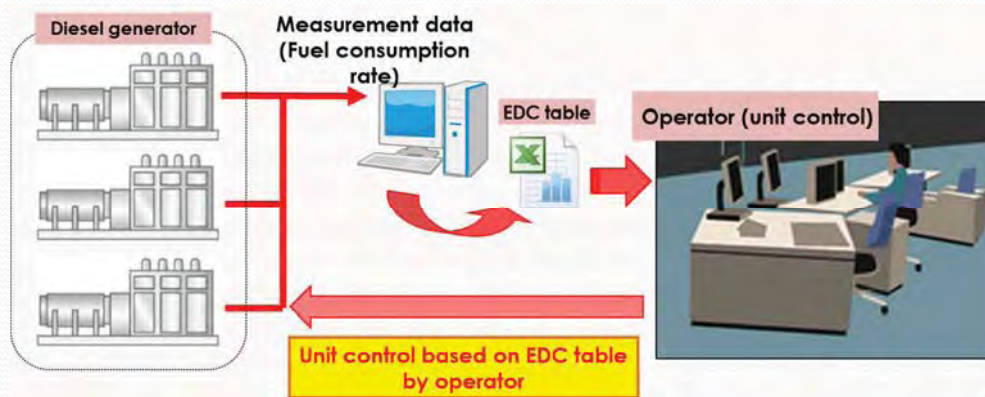 Diesel generator
Measurement data
(Fuel consumption
rate)
EDC table
Operator (unit control)
Unit control based on EDC table
by operator